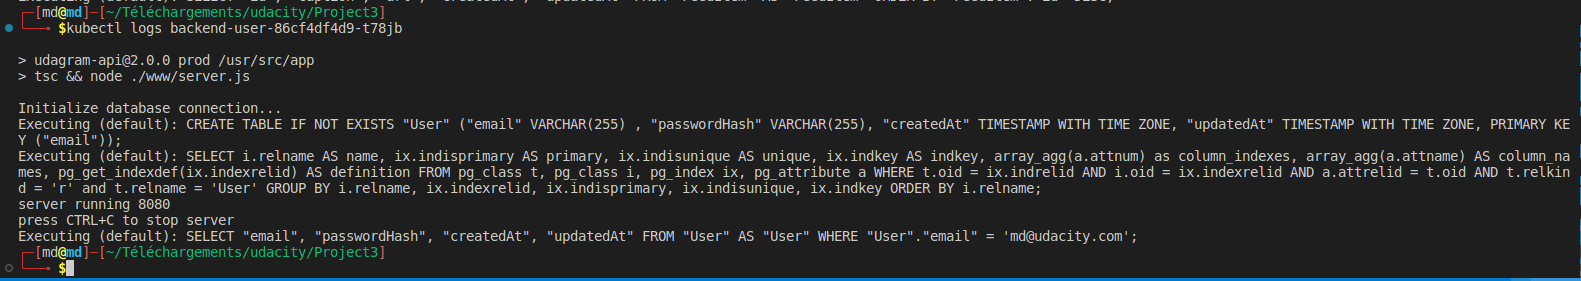 [md@md]-[~/Téléchargements/udacity/Project3]
$kubectl logs backend-user-86cf4df4d9-t78jb
> udagram-api@2.0.0 prod /usr/src/app
> tsc && node ./www/server.js
Initialize database connection...
Executing (default): CREATE TABLE IF NOT EXISTS "User" ("email" VARCHAR(255) , "passwordHash" VARCHAR(255), "createdAt" TIMESTAMP WITH TIME ZONE, "updatedAt" TIMESTAMP WITH TIME ZONE, PRIMARY KE
Y ("email"));
Executing (default): SELECT i.relname AS name, ix.indisprimary AS primary, ix.indisunique AS unique, ix.indkey AS indkey, array_agg(a.attnum) as column_indexes, array_agg(a.attname) AS column_na
mes, pg_get_indexdef(ix.indexrelid) AS definition FROM pg_class t, pg_class i, pg_index ix, pg_attribute a WHERE t.oid = ix.indrelid AND i.oid = ix.indexrelid AND a.attrelid = t.oid AND t.relkin
d = 'r' and t.relname = 'User' GROUP BY i.relname, ix.indexrelid, ix.indisprimary, ix.indisunique, ix.indkey ORDER BY i.relname;
server running 8080
press CTRL+C to stop server
Executing (default): SELECT "email", "passwordHash", "createdAt", "updatedAt" FROM "User" AS "User" WHERE "User"."email" = 'md@udacity.com';
[md@md]-[~/Téléchargements/udacity/Project3]
$